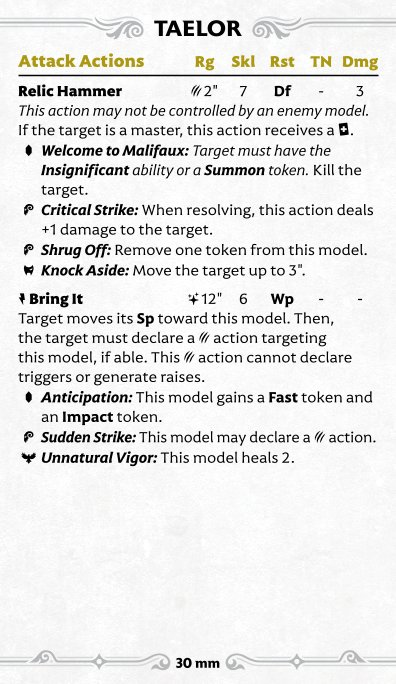 TAELOR
Attack Actions Rg Skl Rst TN Dmg
Relic Hammer 2" 7 Df - 3
This action may not be controlled by an enemy model.
If the target is a master, this action receives a .
Welcome to Malifaux: Target must have the
Insignificant ability or a Summon token. Kill the
target.
Critical Strike: When resolving, this action deals
+1 damage to the target.
Shrug Off: Remove one token from this model.
Knock Aside: Move the target up to 3".
Bring It 12" 6 Wp - -
Target moves its Sp toward this model. Then,
the target must declare a action targeting
this model, if able. This action cannot declare
triggers or generate raises.
Anticipation: This model gains a Fast token and
an Impact token.
Sudden Strike: This model may declare a action.
Unnatural Vigor: This model heals 2.
30 mm